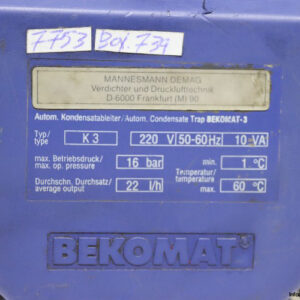 7753 Box. 734
MANNESMANN DEMAG
Verdichter und Drucklufttechnik
D-6000 Frankfurt (M) 90
Autom. Kondensatableiter/Autom. Condensate Trap BEKOMAT-3
Typ/type K 3 220 V 50-60Hz 10 VA
max. Betriebsdruck/max. op. pressure 16 bar min. 1 °C
Durchschn. Durchsatz/average output 22 l/h Temperatur/temperature max. 60 °C
BEKOMAT®